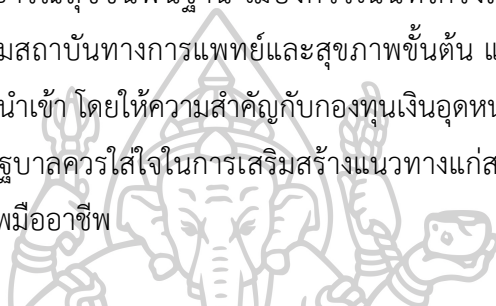 มสถาบันทางการแพทย์และสุขภาพขั้นต้น แ
นำเข้า โดยให้ความสำคัญกับกองทุนเงินอุดหน
ฐบาลควรใส่ใจในการเสริมสร้างแนวทางแก่ส
พมืออาชีพ